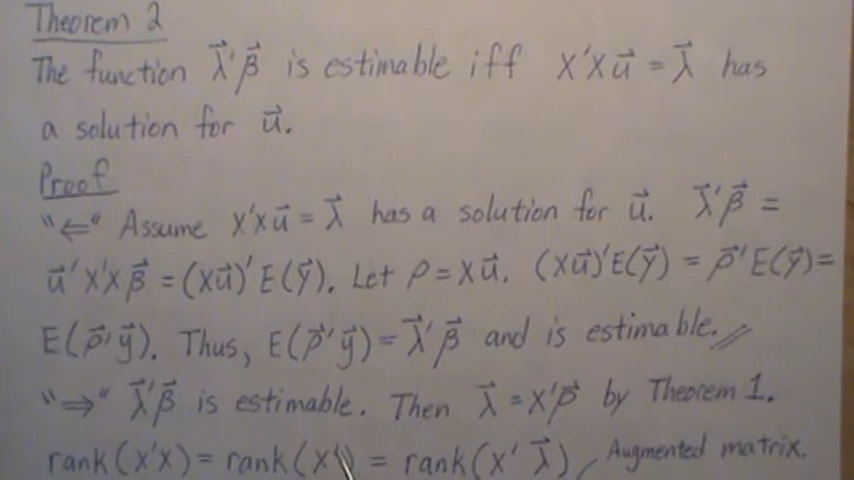 Theorem 2
The function λ⃗'β⃗ is estimable iff X'Xu⃗ = λ⃗ has
a solution for u⃗.
Proof
"⇐" Assume X'Xu⃗ = λ⃗ has a solution for u⃗. λ⃗'β⃗ =
u⃗'X'Xβ⃗ = (Xu⃗)'E(y⃗). Let ρ = Xu⃗. (Xu⃗)'E(y⃗) = ρ⃗'E(y⃗) =
E(ρ⃗'y⃗). Thus, E(ρ⃗'y⃗) = λ⃗'β⃗ and is estimable. //
"⇒" λ⃗'β⃗ is estimable. Then λ⃗ = X'ρ⃗ by Theorem 1.
rank(X'X) = rank(X') = rank(X' λ⃗) Augmented matrix.